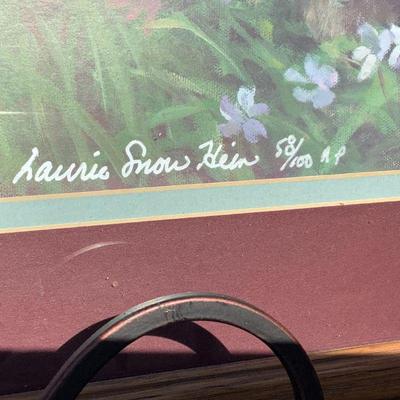 Laurie Snow Hein 58/100 A.P